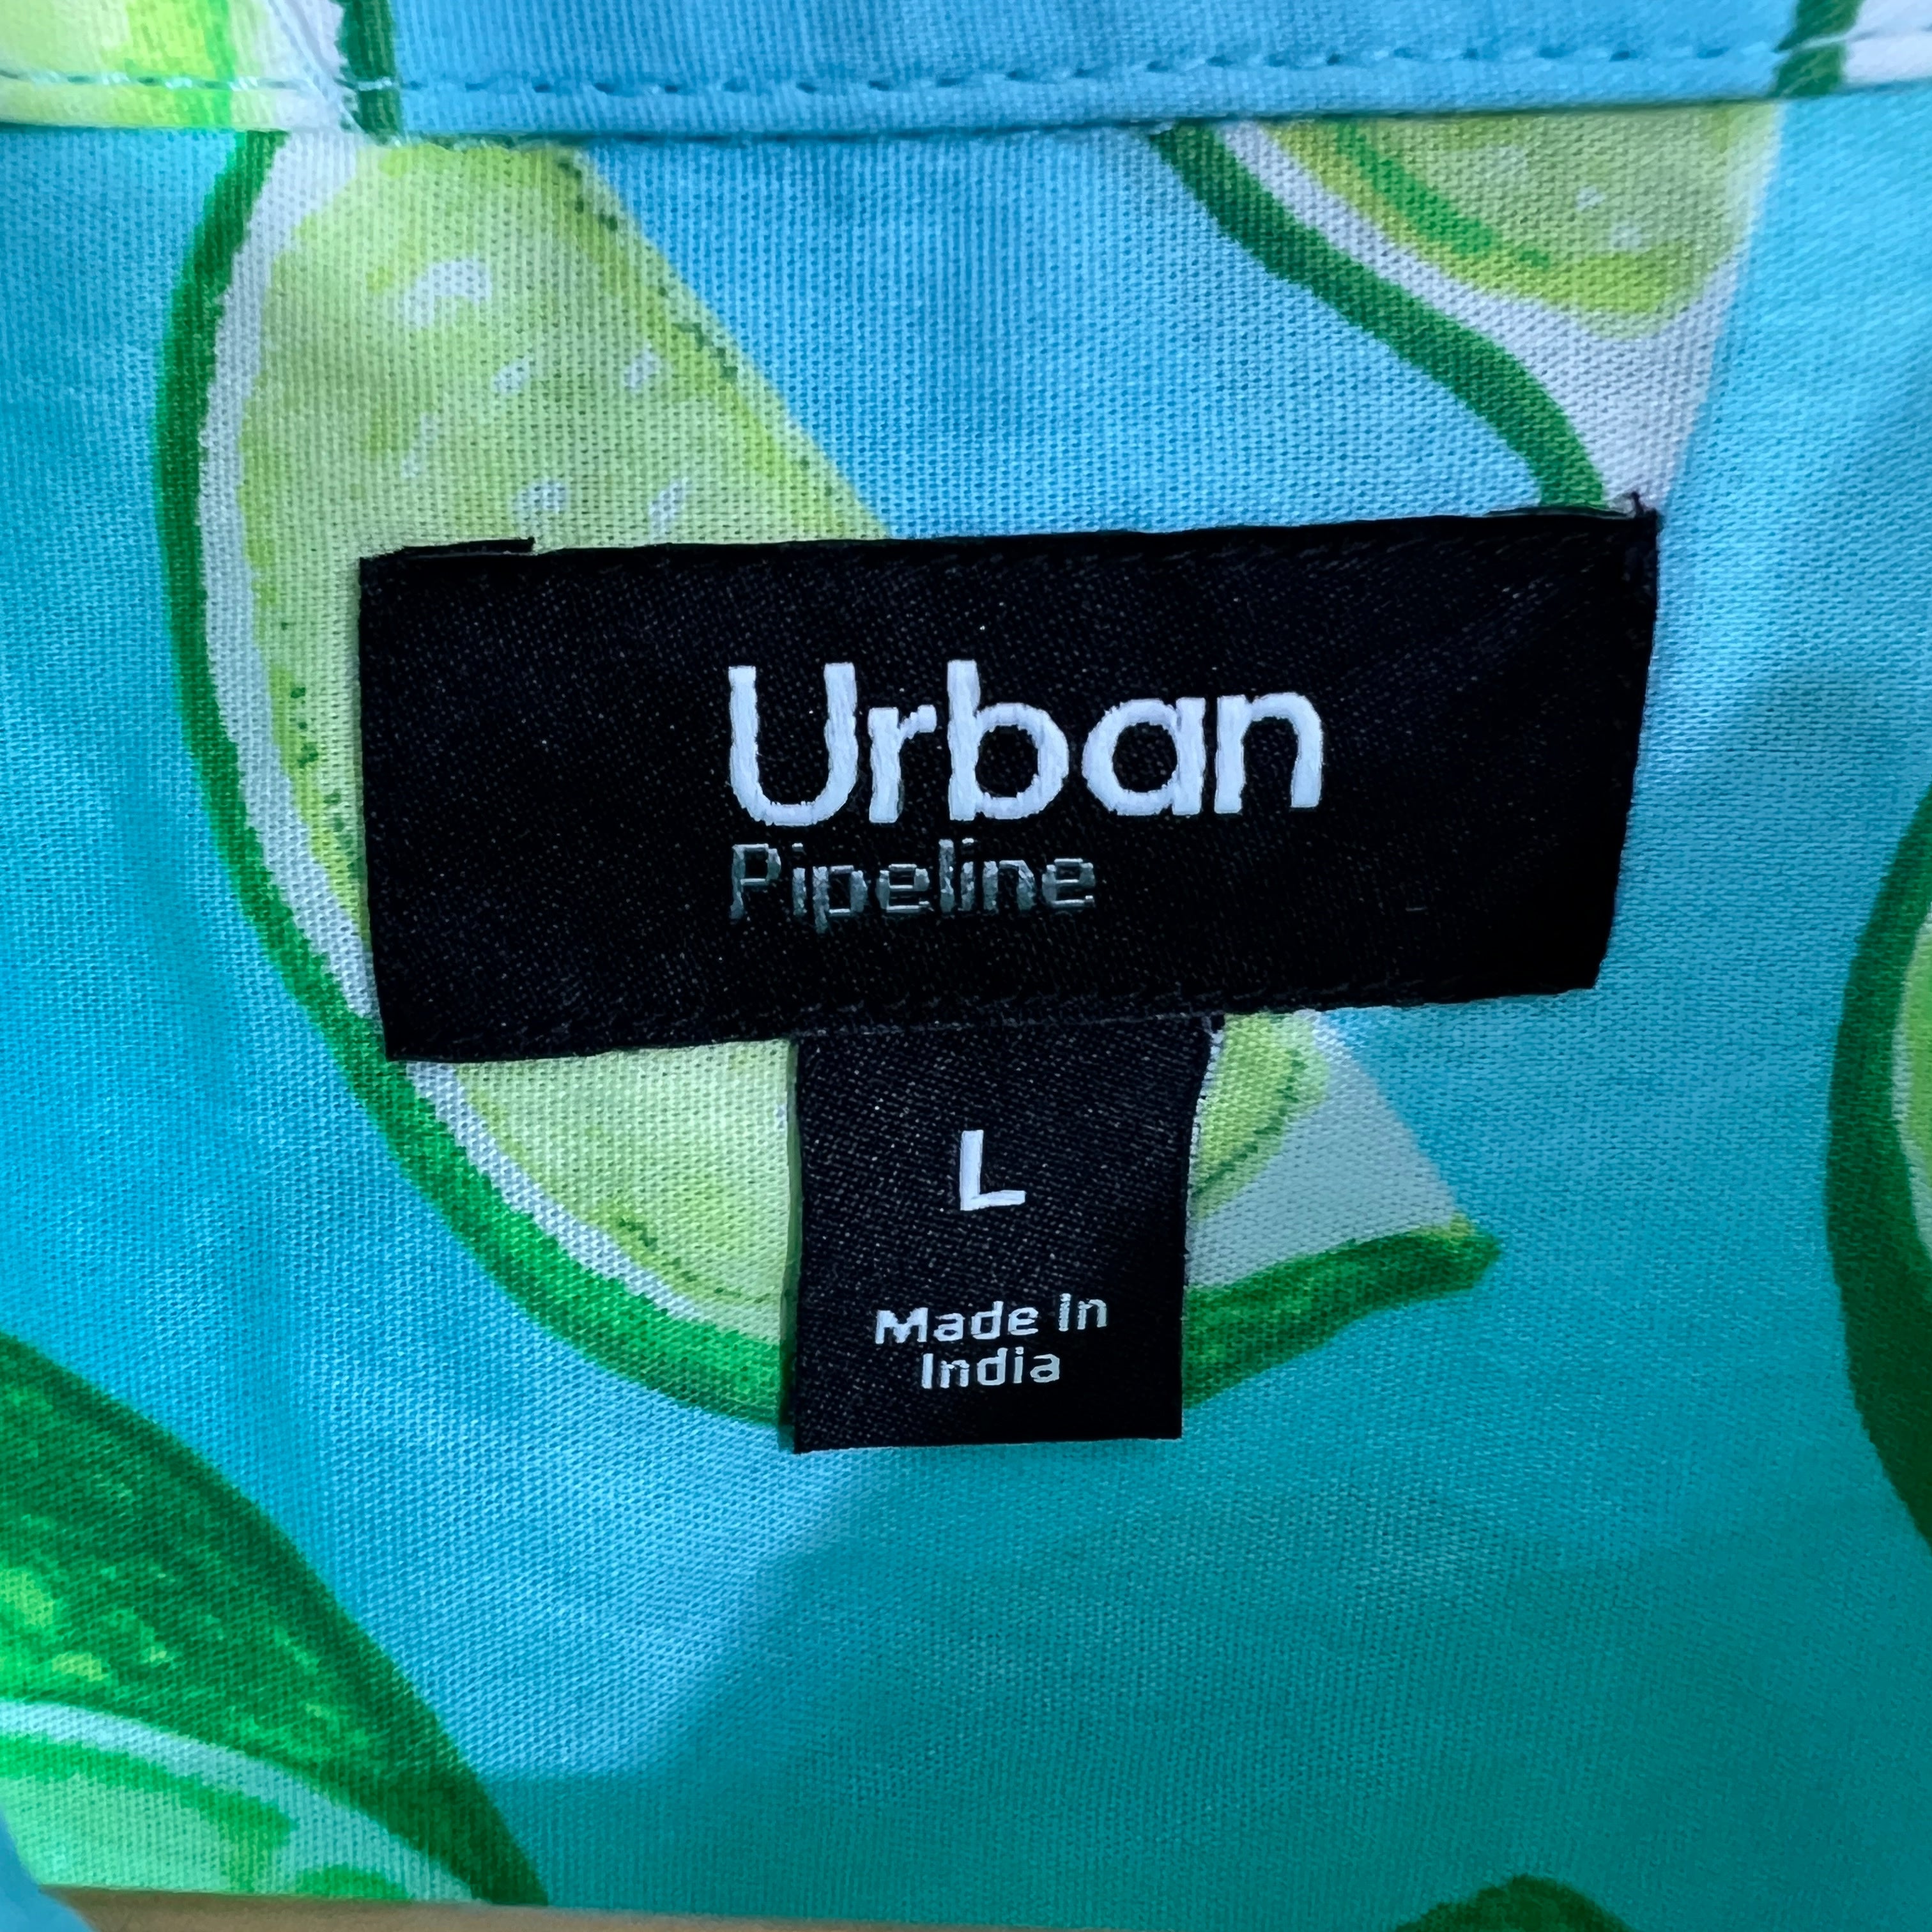 Urban
Pipeline
L
Made In
India